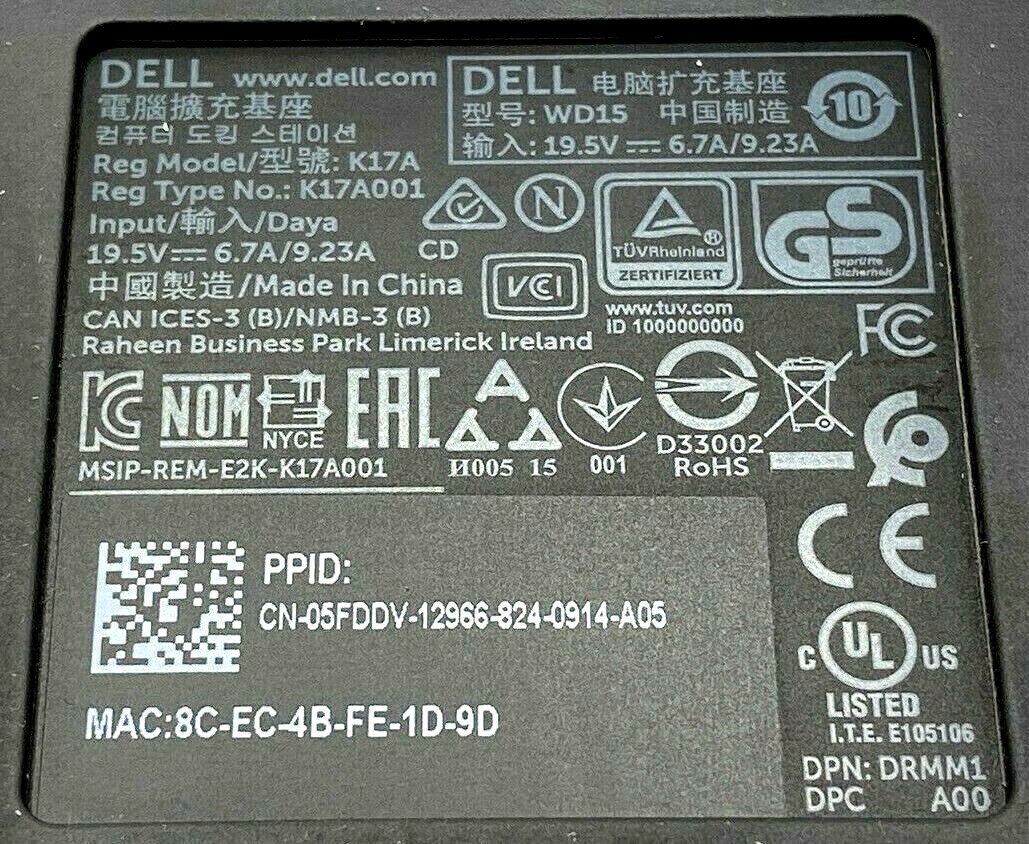 DELL www.dell.com
電腦擴充基座
컴퓨터 도킹 스테이션
Reg Model/型號: K17A
Reg Type No.: K17A001
Input/輸入/Daya
19.5V⎓ 6.7A/9.23A
中國製造/Made In China
CAN ICES-3 (B)/NMB-3 (B)
Raheen Business Park Limerick Ireland
DELL 电脑扩充基座
型号: WD15 中国制造
输入: 19.5V⎓ 6.7A/9.23A
10
CD
N
VCI
TÜVRheinland®
ZERTIFIZIERT
GS
geprüfte
Sicherheit
www.tuv.com
ID 1000000000
FC
KC
NOM
NYCE
EAC
И005 15
001
D33002
RoHS
MSIP-REM-E2K-K17A001
CE
PPID:
CN-05FDDV-12966-824-0914-A05
MAC:8C-EC-4B-FE-1D-9D
C UL US
LISTED
I.T.E. E105106
DPN: DRMM1
DPC A00